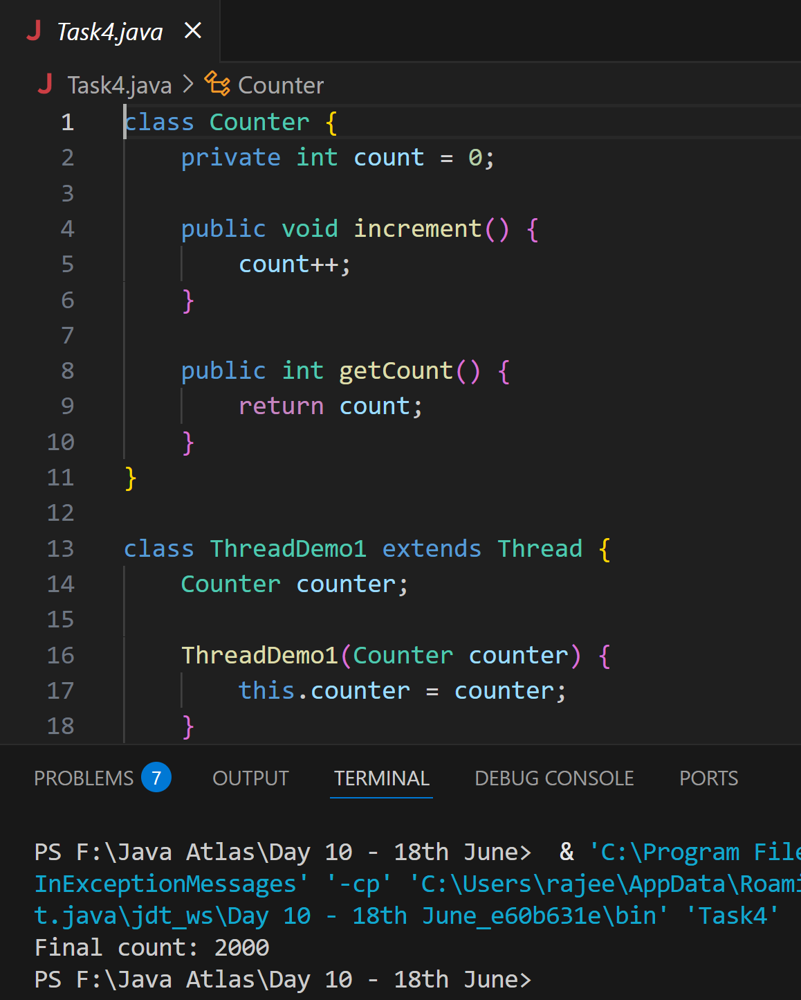 Task4.java
Task4.java > Counter
1 class Counter {
2     private int count = 0;
3
4     public void increment() {
5         count++;
6     }
7
8     public int getCount() {
9         return count;
10     }
11 }
12
13 class ThreadDemo1 extends Thread {
14     Counter counter;
15
16     ThreadDemo1(Counter counter) {
17         this.counter = counter;
18     }
PROBLEMS 7 OUTPUT TERMINAL DEBUG CONSOLE PORTS
PS F:\Java Atlas\Day 10 - 18th June>  & 'C:\Program File
InExceptionMessages' '-cp' 'C:\Users\rajee\AppData\Roami
t.java\jdt_ws\Day 10 - 18th June_e60b631e\bin' 'Task4'
Final count: 2000
PS F:\Java Atlas\Day 10 - 18th June>